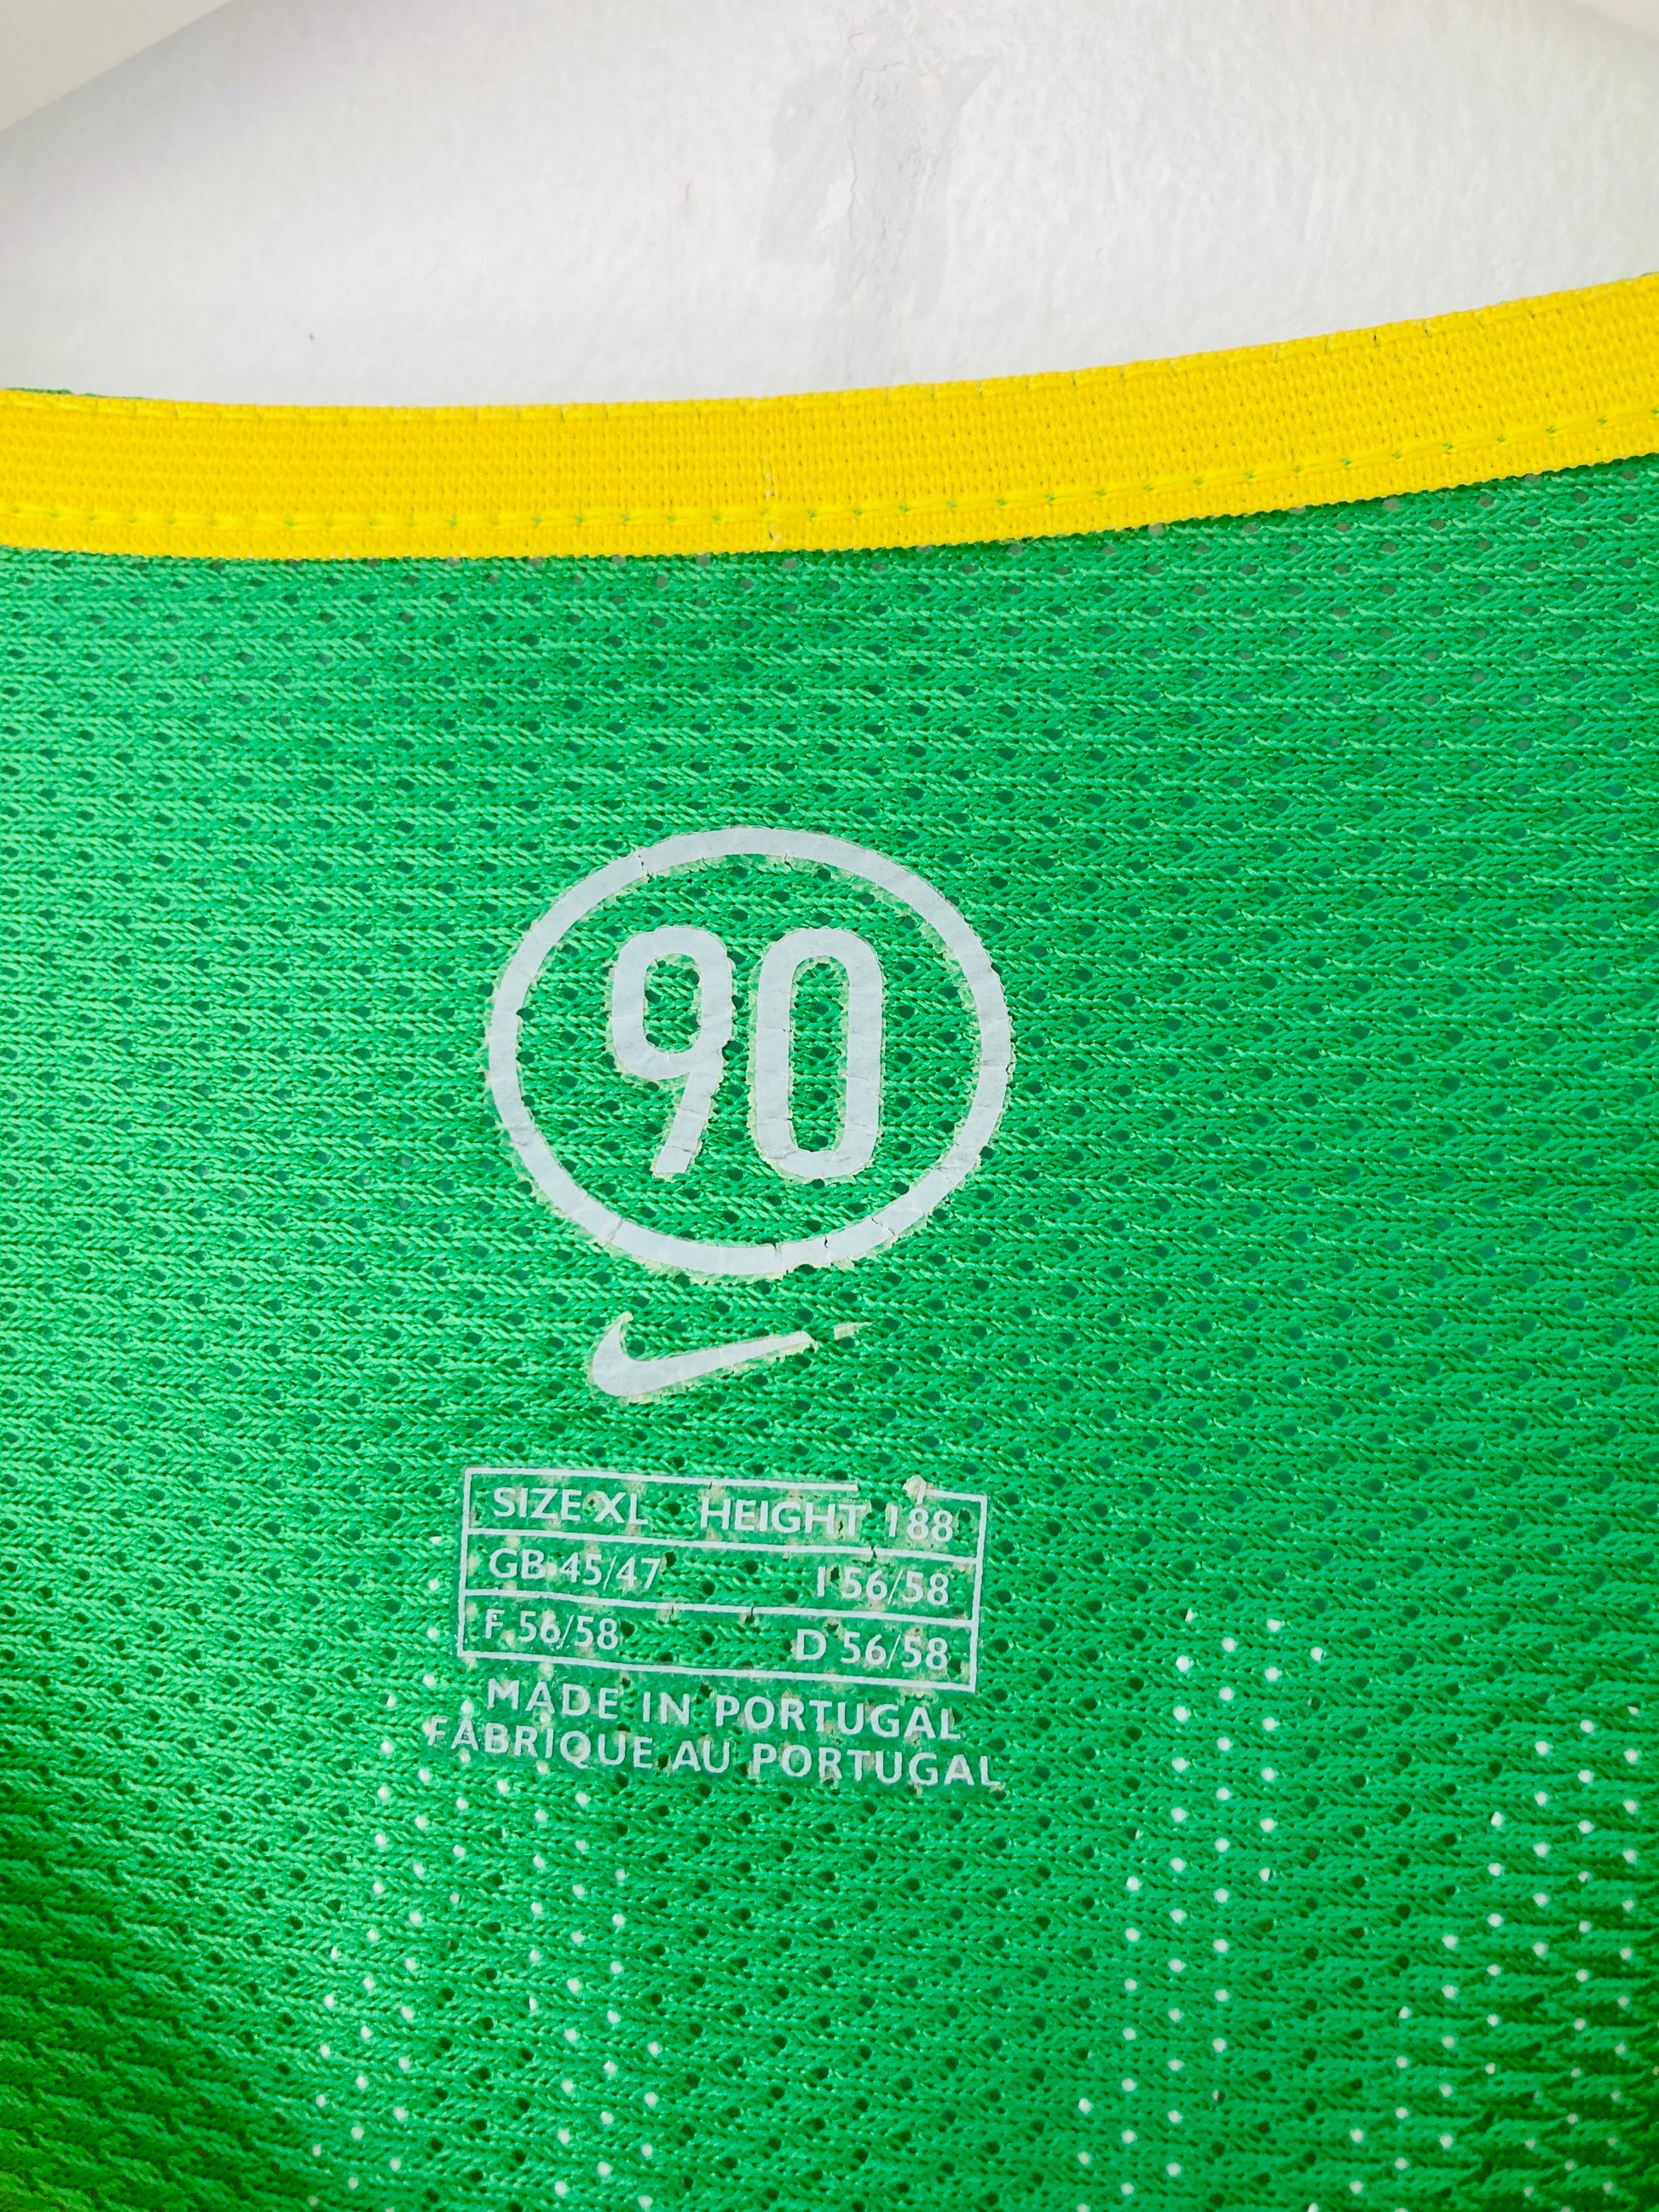 90
SIZE XL HEIGHT 188
GB 45/47 I 56/58
F 56/58 D 56/58
MADE IN PORTUGAL
FABRIQUE AU PORTUGAL